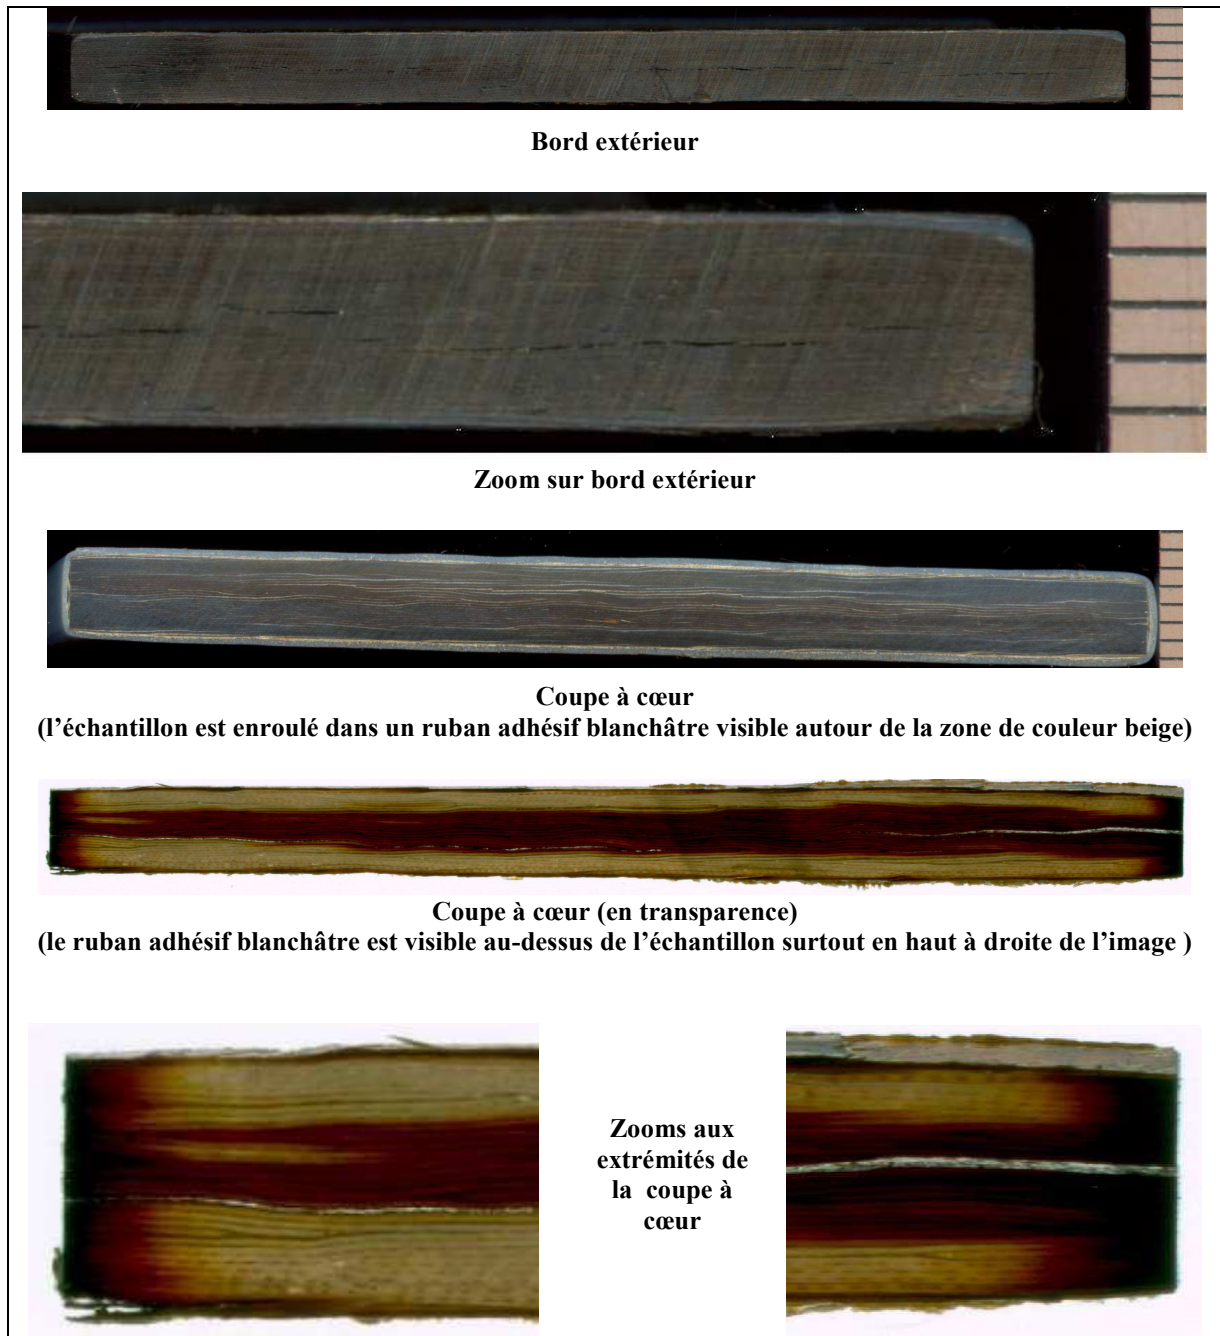 Bord extérieur
Zoom sur bord extérieur
Coupe à cœur
(l’échantillon est enroulé dans un ruban adhésif blanchâtre visible autour de la zone de couleur beige)
Coupe à cœur (en transparence)
(le ruban adhésif blanchâtre est visible au-dessus de l’échantillon surtout en haut à droite de l’image )
Zooms aux
extrémités de
la coupe à
cœur